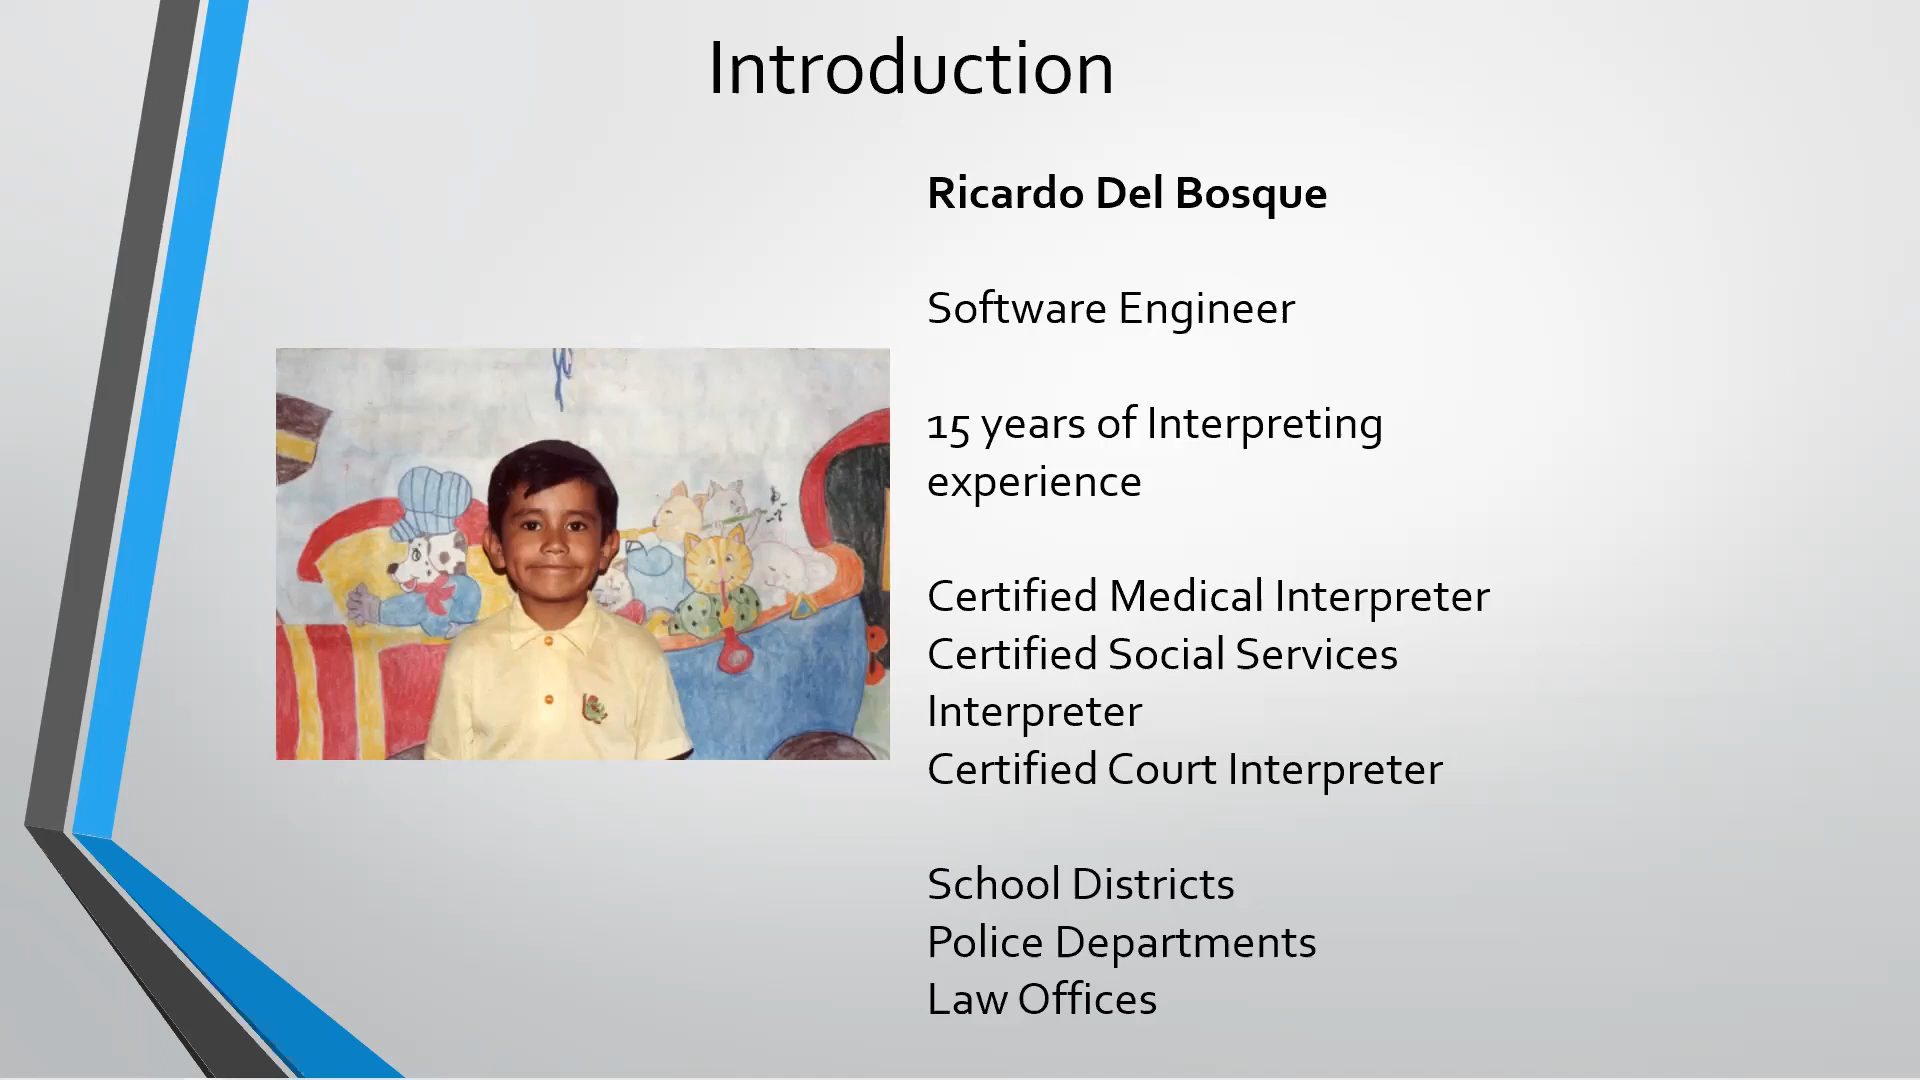 Introduction
Ricardo Del Bosque
Software Engineer
15 years of Interpreting
experience
Certified Medical Interpreter
Certified Social Services
Interpreter
Certified Court Interpreter
School Districts
Police Departments
Law Offices